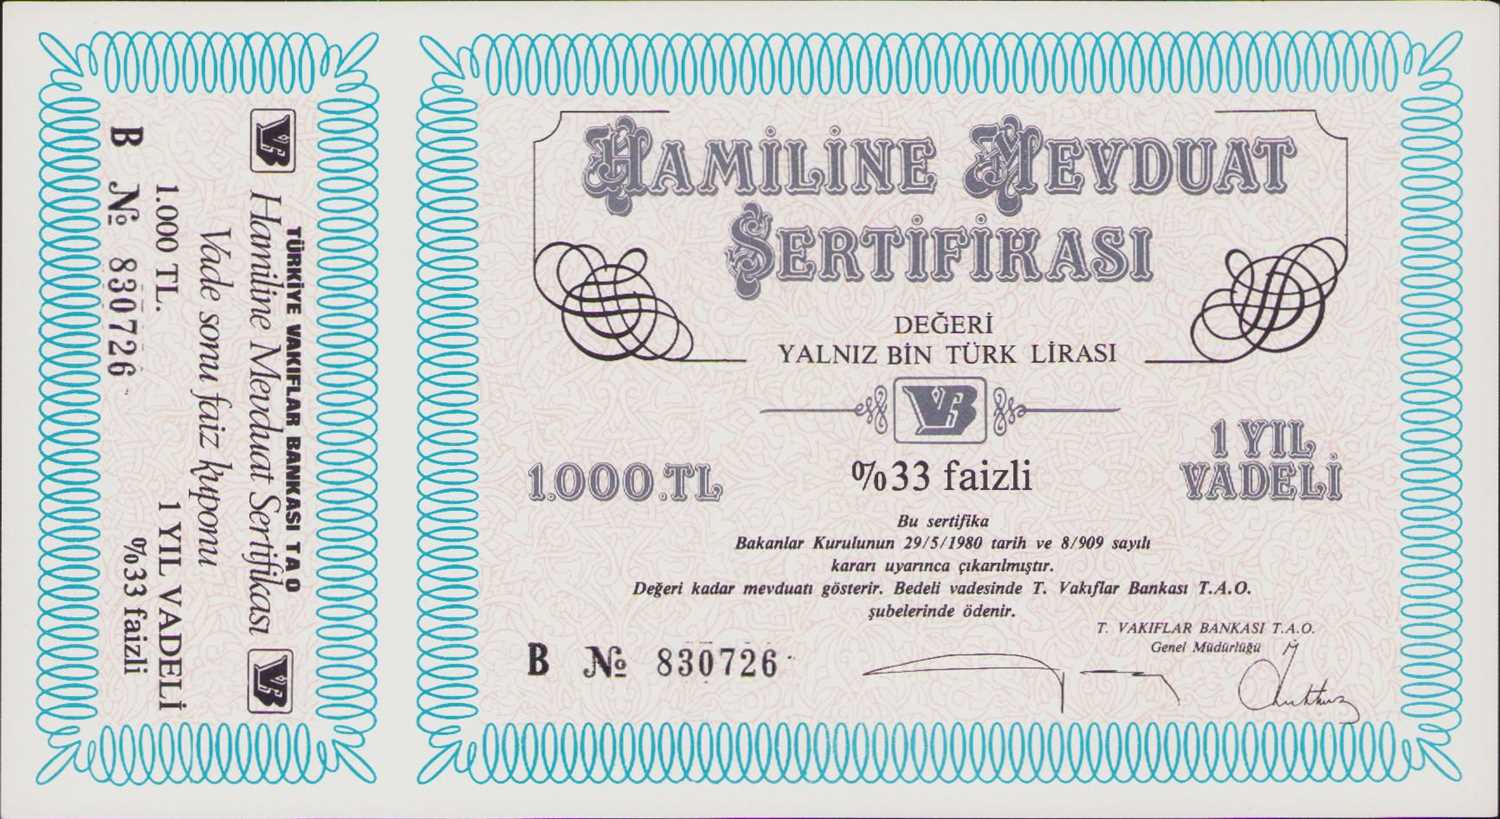 TÜRKİYE VAKIFLAR BANKASI T A O
Hamiline Mevduat Sertifikası
Vade sonu faiz kuponu
1.000 TL. 1 YIL VADELİ
%33 faizli
B № 830726
HAMİLİNE MEVDUAT
SERTİFİKASI
DEĞERİ
YALNIZ BİN TÜRK LİRASI
VB
1.000.TL
%33 faizli
1 YIL
VADELİ
Bu sertifika
Bakanlar Kurulunun 29/5/1980 tarih ve 8/909 sayılı
kararı uyarınca çıkarılmıştır.
Değeri kadar mevduatı gösterir. Bedeli vadesinde T. Vakıflar Bankası T.A.O.
şubelerinde ödenir.
T. VAKIFLAR BANKASI T.A.O.
Genel Müdürlüğü
B № 830726